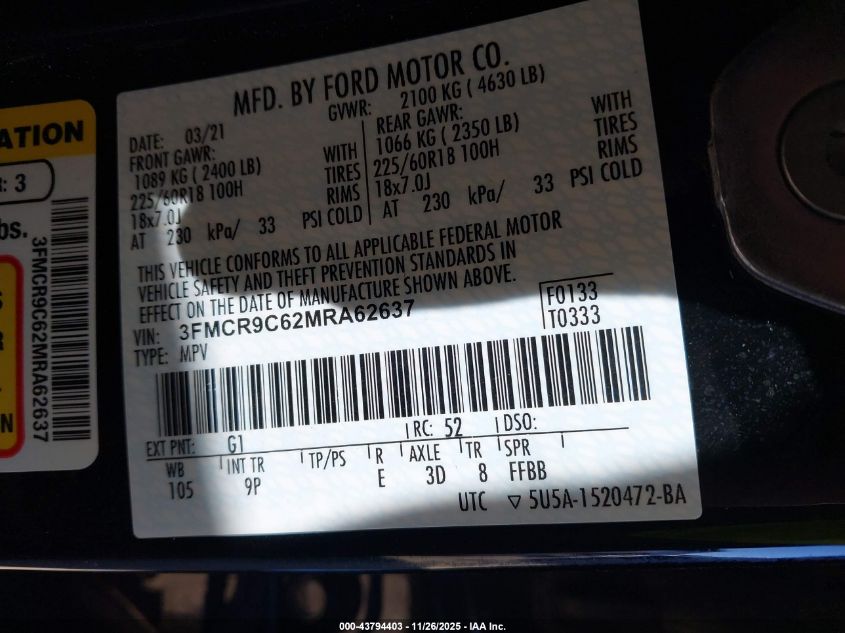 MFD. BY FORD MOTOR CO.
DATE: 03/21
GVWR: 2100 KG ( 4630 LB)
FRONT GAWR:
1089 KG ( 2400 LB)
225/60R18 100H
18x7.0J
AT 230 kPa/ 33
WITH
TIRES
RIMS
PSI COLD
REAR GAWR:
1066 KG ( 2350 LB)
225/60R18 100H
18x7.0J
AT 230 kPa/ 33
WITH
TIRES
RIMS
PSI COLD
THIS VEHICLE CONFORMS TO ALL APPLICABLE FEDERAL MOTOR
VEHICLE SAFETY AND THEFT PREVENTION STANDARDS IN
EFFECT ON THE DATE OF MANUFACTURE SHOWN ABOVE.
VIN: 3FMCR9C62MRA62637
TYPE: MPV
F0133
T0333
EXT PNT: G1 RC: 52 DSO:
WB INT TR TP/PS R AXLE TR SPR
105 9P E 3D 8 FFBB
UTC ▽ 5U5A-1520472-BA
ATION
: 3
bs.
3FMCR9C62MRA62637
S
R
N
000-43794403 - 11/26/2025 - IAA Inc.